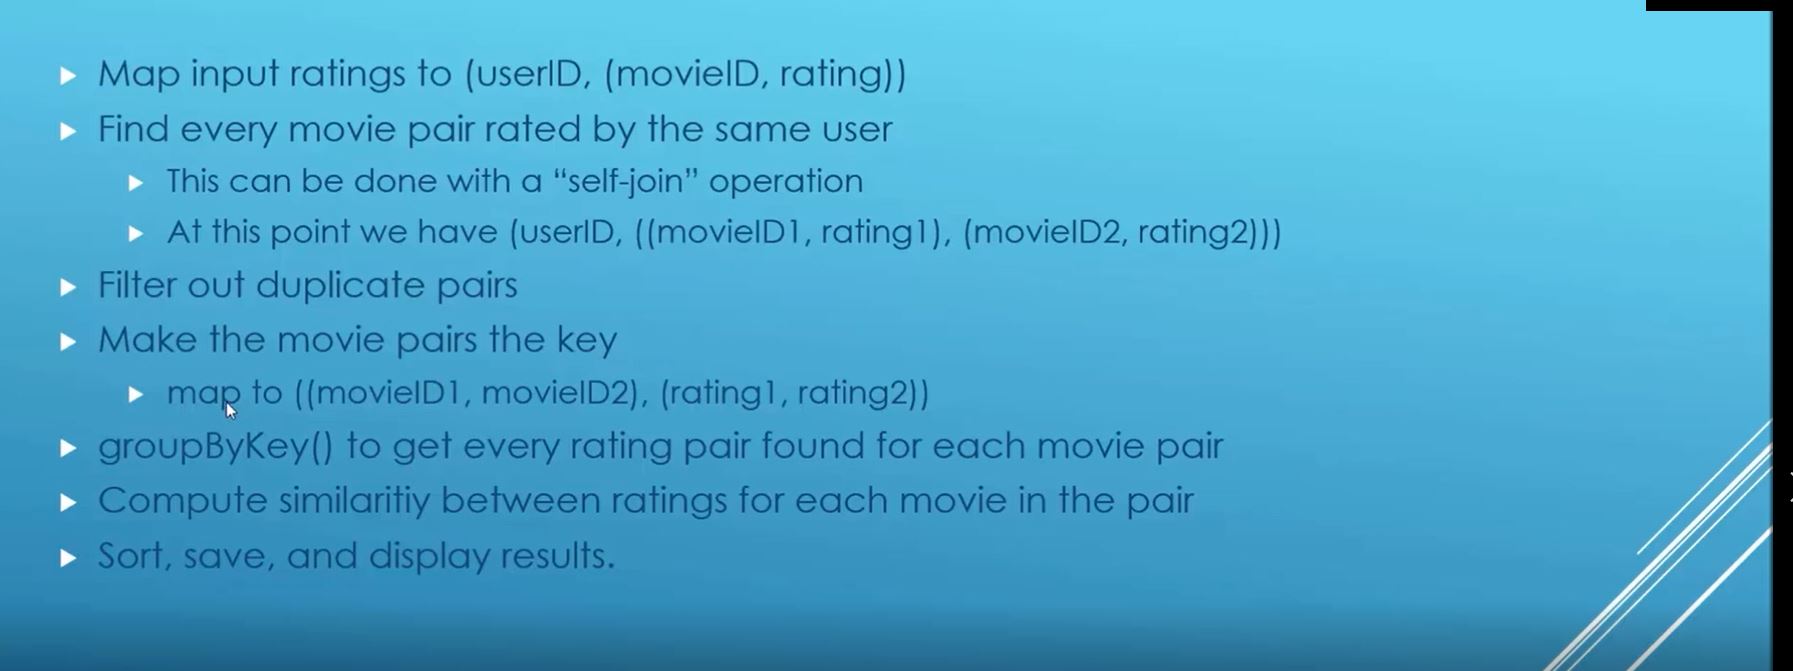 Map input ratings to (userID, (movieID, rating))
Find every movie pair rated by the same user
This can be done with a “self-join” operation
At this point we have (userID, ((movieID1, rating1), (movieID2, rating2)))
Filter out duplicate pairs
Make the movie pairs the key
map to ((movieID1, movieID2), (rating1, rating2))
groupByKey() to get every rating pair found for each movie pair
Compute similaritiy between ratings for each movie in the pair
Sort, save, and display results.